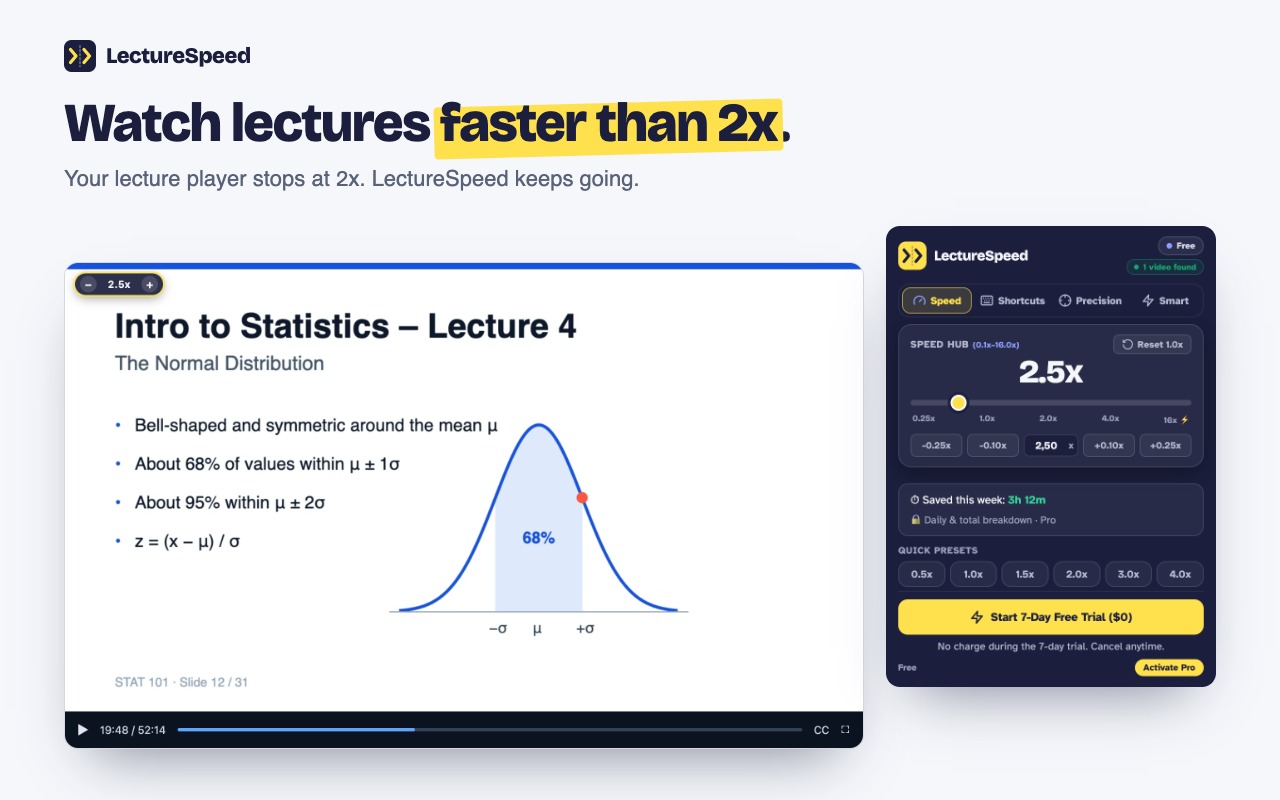 LectureSpeed
Watch lectures faster than 2x.
Your lecture player stops at 2x. LectureSpeed keeps going.
− 2.5x +
Intro to Statistics – Lecture 4
The Normal Distribution
• Bell-shaped and symmetric around the mean μ
• About 68% of values within μ ± 1σ
• About 95% within μ ± 2σ
• z = (x − μ) / σ
68%
−σ μ +σ
STAT 101 · Slide 12 / 31
19:48 / 52:14 CC
LectureSpeed
Free
1 video found
Speed Shortcuts Precision Smart
SPEED HUB (0.1x–16.0x) Reset 1.0x
2.5x
0.25x 1.0x 2.0x 4.0x 16x ⚡
-0.25x -0.10x 2,50 x +0.10x +0.25x
⏱ Saved this week: 3h 12m
🔒 Daily & total breakdown · Pro
QUICK PRESETS
0.5x 1.0x 1.5x 2.0x 3.0x 4.0x
Start 7-Day Free Trial ($0)
No charge during the 7-day trial. Cancel anytime.
Free Activate Pro